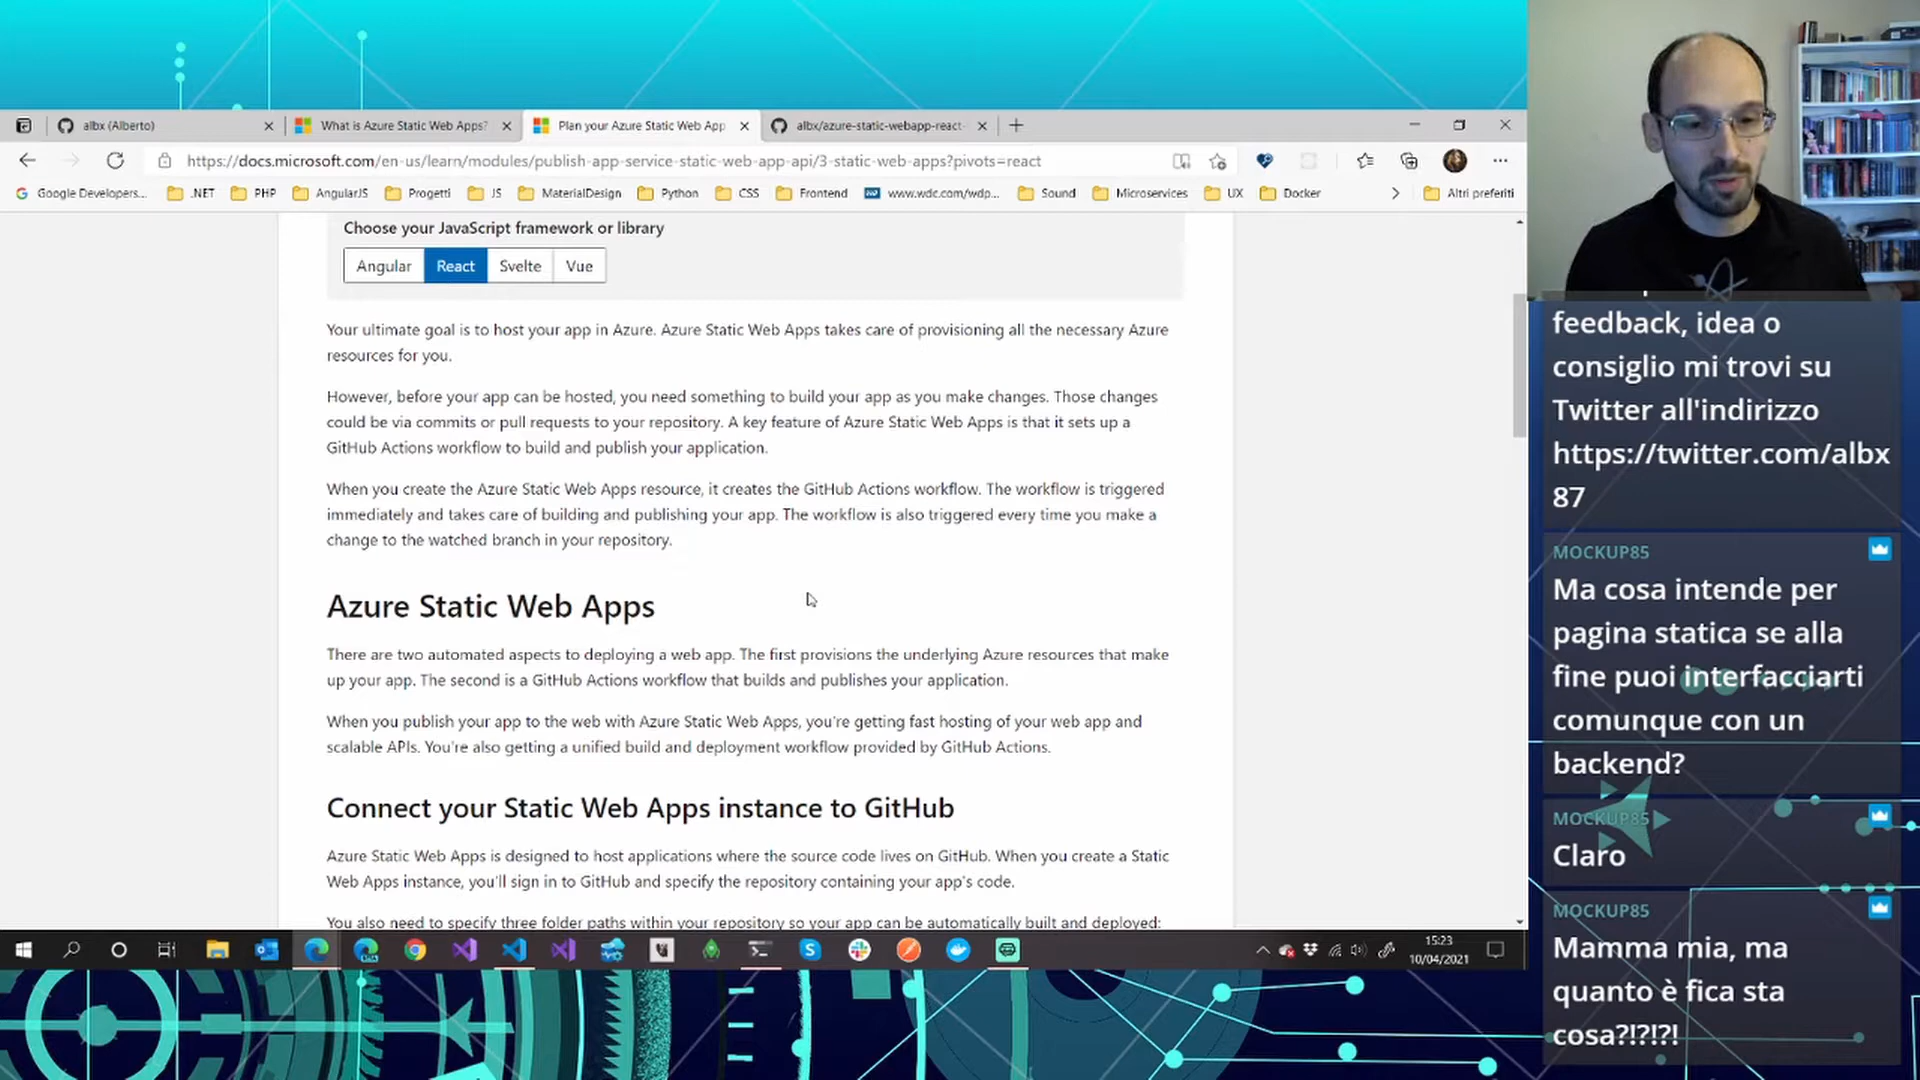 albx (Alberto)
What is Azure Static Web Apps?
Plan your Azure Static Web App
albx/azure-static-webapp-react-
https://docs.microsoft.com/en-us/learn/modules/publish-app-service-static-web-app-api/3-static-web-apps?pivots=react
Google Developers...
.NET
PHP
AngularJS
Progetti
JS
MaterialDesign
Python
CSS
Frontend
www.wdc.com/wdp...
Sound
Microservices
UX
Docker
Altri preferiti
Choose your JavaScript framework or library
Angular
React
Svelte
Vue
Your ultimate goal is to host your app in Azure. Azure Static Web Apps takes care of provisioning all the necessary Azure
resources for you.
However, before your app can be hosted, you need something to build your app as you make changes. Those changes
could be via commits or pull requests to your repository. A key feature of Azure Static Web Apps is that it sets up a
GitHub Actions workflow to build and publish your application.
When you create the Azure Static Web Apps resource, it creates the GitHub Actions workflow. The workflow is triggered
immediately and takes care of building and publishing your app. The workflow is also triggered every time you make a
change to the watched branch in your repository.
Azure Static Web Apps
There are two automated aspects to deploying a web app. The first provisions the underlying Azure resources that make
up your app. The second is a GitHub Actions workflow that builds and publishes your application.
When you publish your app to the web with Azure Static Web Apps, you're getting fast hosting of your web app and
scalable APIs. You're also getting a unified build and deployment workflow provided by GitHub Actions.
Connect your Static Web Apps instance to GitHub
Azure Static Web Apps is designed to host applications where the source code lives on GitHub. When you create a Static
Web Apps instance, you'll sign in to GitHub and specify the repository containing your app's code.
You also need to specify three folder paths within your repository so your app can be automatically built and deployed:
15:23
10/04/2021
feedback, idea o
consiglio mi trovi su
Twitter all'indirizzo
https://twitter.com/albx
87
MOCKUP85
Ma cosa intende per
pagina statica se alla
fine puoi interfacciarti
comunque con un
backend?
MOCKUP85
Claro
MOCKUP85
Mamma mia, ma
quanto è fica sta
cosa?!?!?!